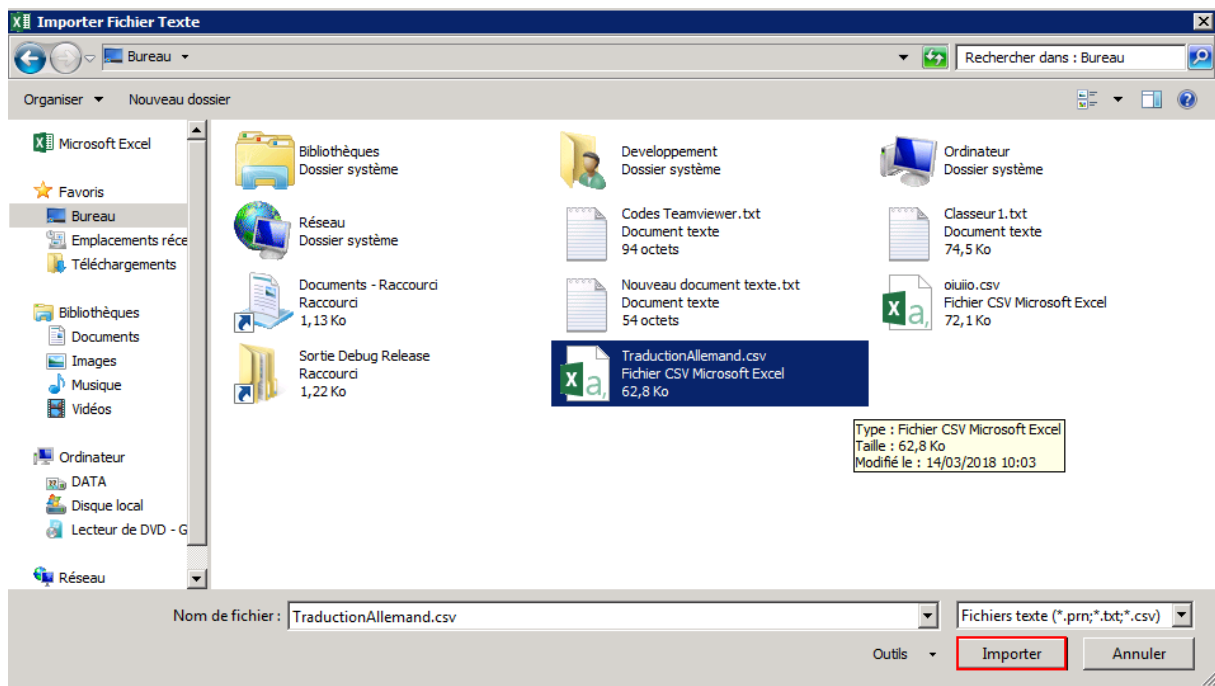 Importer Fichier Texte
Bureau
Rechercher dans : Bureau
Organiser
Nouveau dossier
Microsoft Excel
Favoris
Bureau
Emplacements réce
Téléchargements
Bibliothèques
Documents
Images
Musique
Vidéos
Ordinateur
DATA
Disque local
Lecteur de DVD - G
Réseau
Bibliothèques
Dossier système
Developpement
Dossier système
Ordinateur
Dossier système
Réseau
Dossier système
Codes Teamviewer.txt
Document texte
94 octets
Classeur1.txt
Document texte
74,5 Ko
Documents - Raccourci
Raccourci
1,13 Ko
Nouveau document texte.txt
Document texte
54 octets
oiuiio.csv
Fichier CSV Microsoft Excel
72,1 Ko
Sortie Debug Release
Raccourci
1,22 Ko
TraductionAllemand.csv
Fichier CSV Microsoft Excel
62,8 Ko
Type : Fichier CSV Microsoft Excel
Taille : 62,8 Ko
Modifié le : 14/03/2018 10:03
Nom de fichier : TraductionAllemand.csv
Fichiers texte (*.prn;*.txt;*.csv)
Outils
Importer
Annuler